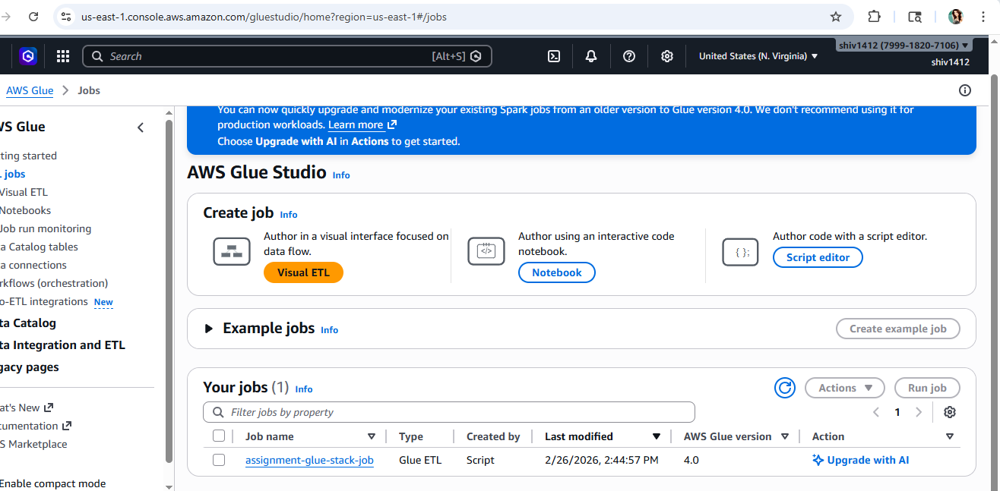 us-east-1.console.aws.amazon.com/gluestudio/home?region=us-east-1#/jobs
Search [Alt+S] United States (N. Virginia) ▼ shiv1412 (7999-1820-7106) ▼
shiv1412
AWS Glue > Jobs
WS Glue
ting started
. jobs
Visual ETL
Notebooks
Job run monitoring
ta Catalog tables
ta connections
rkflows (orchestration)
o-ETL integrations New
ta Catalog
ta Integration and ETL
gacy pages
at's New
cumentation
S Marketplace
Enable compact mode
You can now quickly upgrade and modernize your existing Spark jobs from an older version to Glue version 4.0. We don't recommend using it for
production workloads. Learn more
Choose Upgrade with AI in Actions to get started.
AWS Glue Studio Info
Create job Info
Author in a visual interface focused on
data flow.
Visual ETL
Author using an interactive code
notebook.
Notebook
Author code with a script editor.
Script editor
Example jobs Info
Create example job
Your jobs (1) Info
Actions ▼ Run job
Filter jobs by property
1
Job name Type Created by Last modified AWS Glue version Action
assignment-glue-stack-job Glue ETL Script 2/26/2026, 2:44:57 PM 4.0 Upgrade with AI